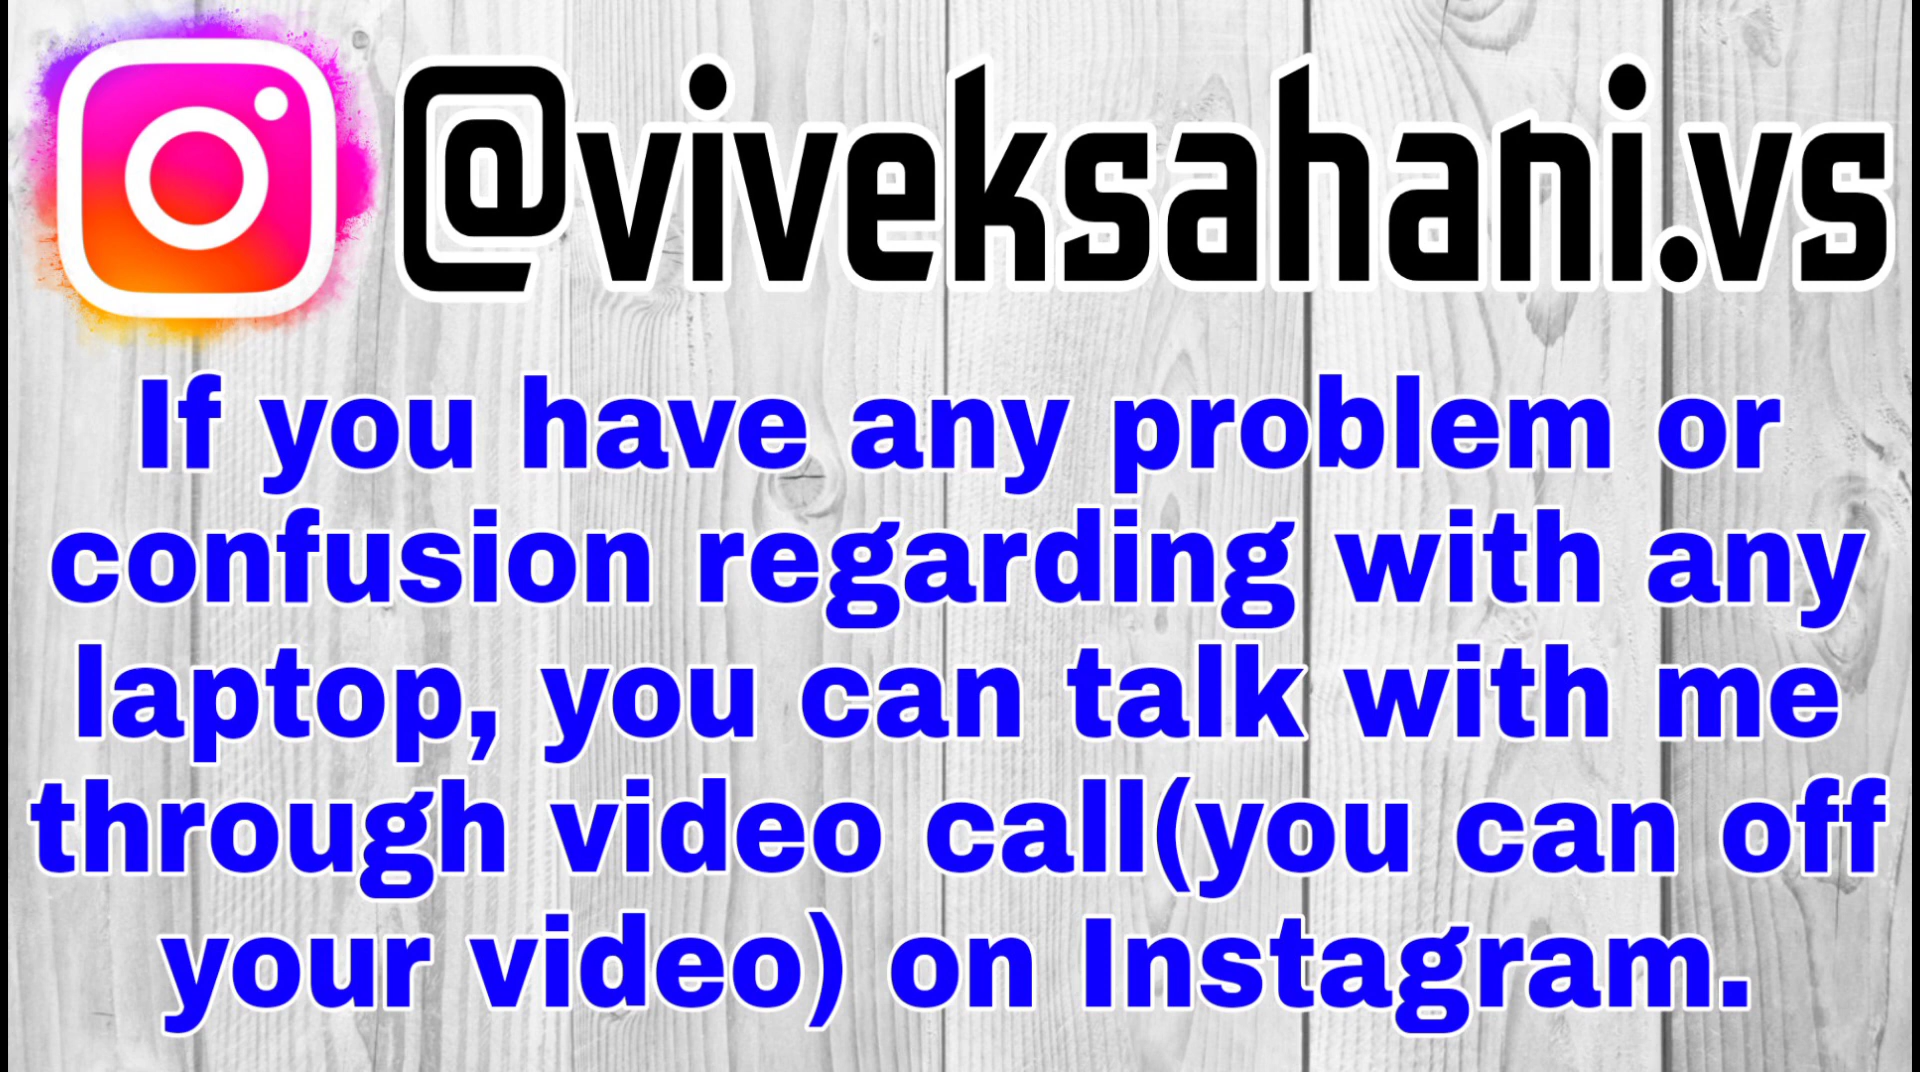 @viveksahani.vs
If you have any problem or
confusion regarding with any
laptop, you can talk with me
through video call(you can off
your video) on Instagram.